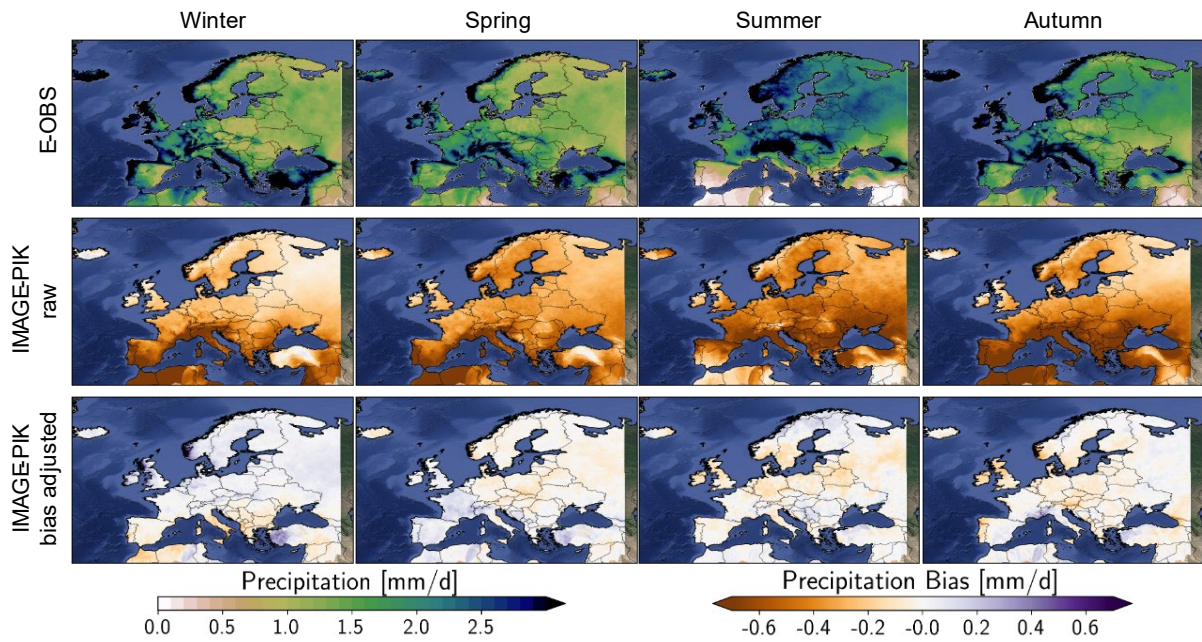 Winter Spring Summer Autumn
E-OBS
IMAGE-PIK
raw
IMAGE-PIK
bias adjusted
Precipitation [mm/d] Precipitation Bias [mm/d]
0.0 0.5 1.0 1.5 2.0 2.5 -0.6 -0.4 -0.2 -0.0 0.2 0.4 0.6